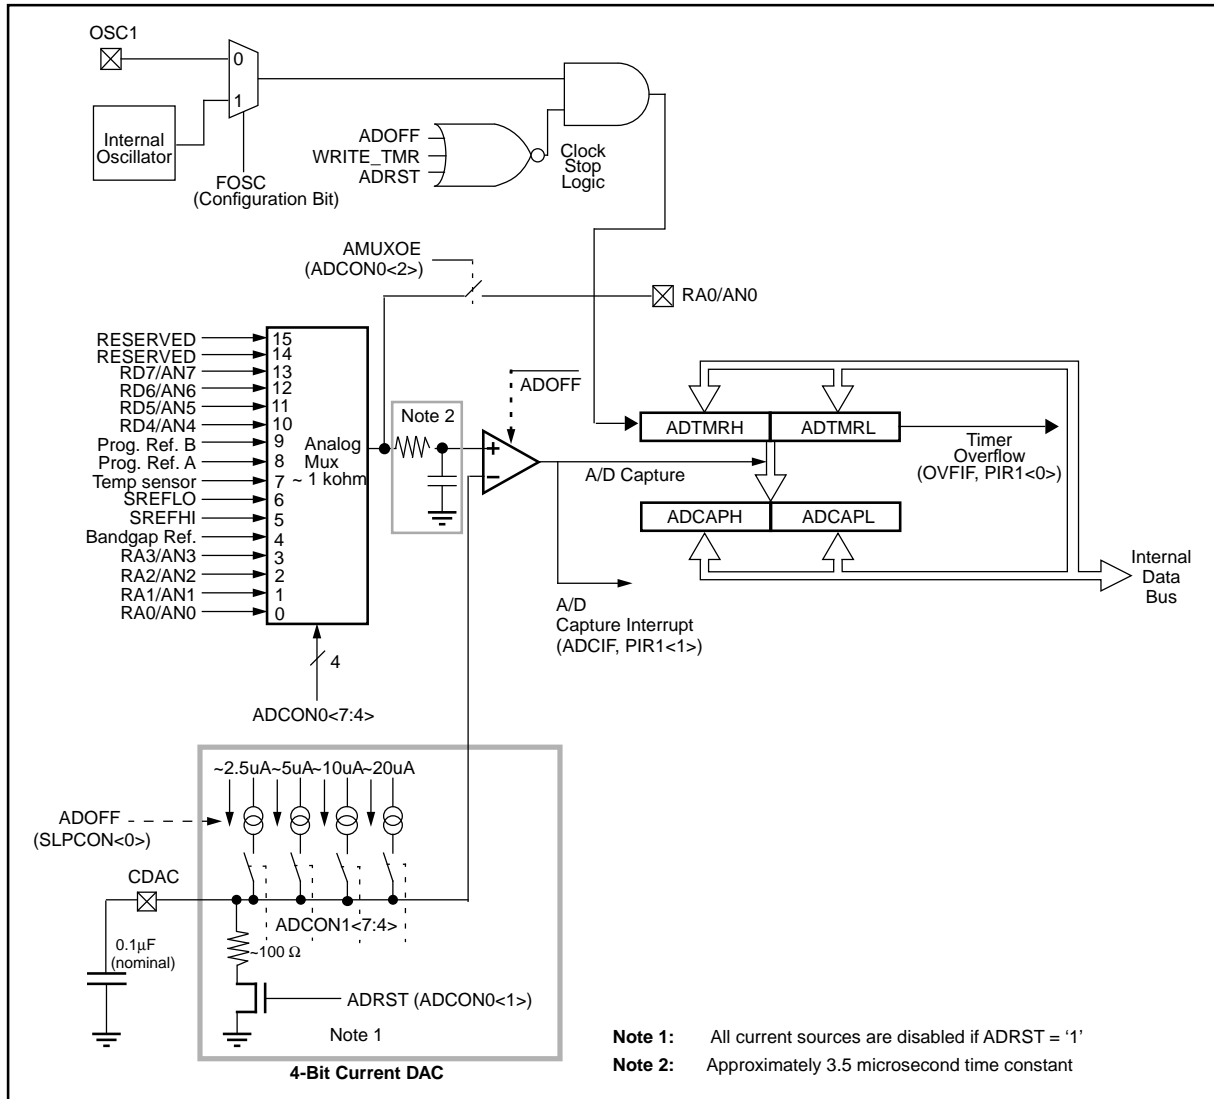 OSC1
0
1
Internal
Oscillator
FOSC
(Configuration Bit)
ADOFF
WRITE_TMR
ADRST
Clock
Stop
Logic
AMUXOE
(ADCON0<2>)
RA0/AN0
RESERVED 15
RESERVED 14
RD7/AN7 13
RD6/AN6 12
RD5/AN5 11
RD4/AN4 10
Prog. Ref. B 9
Prog. Ref. A 8
Temp sensor 7
SREFLO 6
SREFHI 5
Bandgap Ref. 4
RA3/AN3 3
RA2/AN2 2
RA1/AN1 1
RA0/AN0 0
Analog
Mux
~ 1 kohm
4
ADCON0<7:4>
Note 2
+
−
ADOFF
A/D Capture
A/D
Capture Interrupt
(ADCIF, PIR1<1>)
ADTMRH ADTMRL
Timer
Overflow
(OVFIF, PIR1<0>)
ADCAPH ADCAPL
Internal
Data
Bus
~2.5uA ~5uA ~10uA ~20uA
ADOFF
(SLPCON<0>)
CDAC
0.1µF
(nominal)
ADCON1<7:4>
~100 Ω
ADRST (ADCON0<1>)
Note 1
4-Bit Current DAC
Note 1: All current sources are disabled if ADRST = ‘1’
Note 2: Approximately 3.5 microsecond time constant